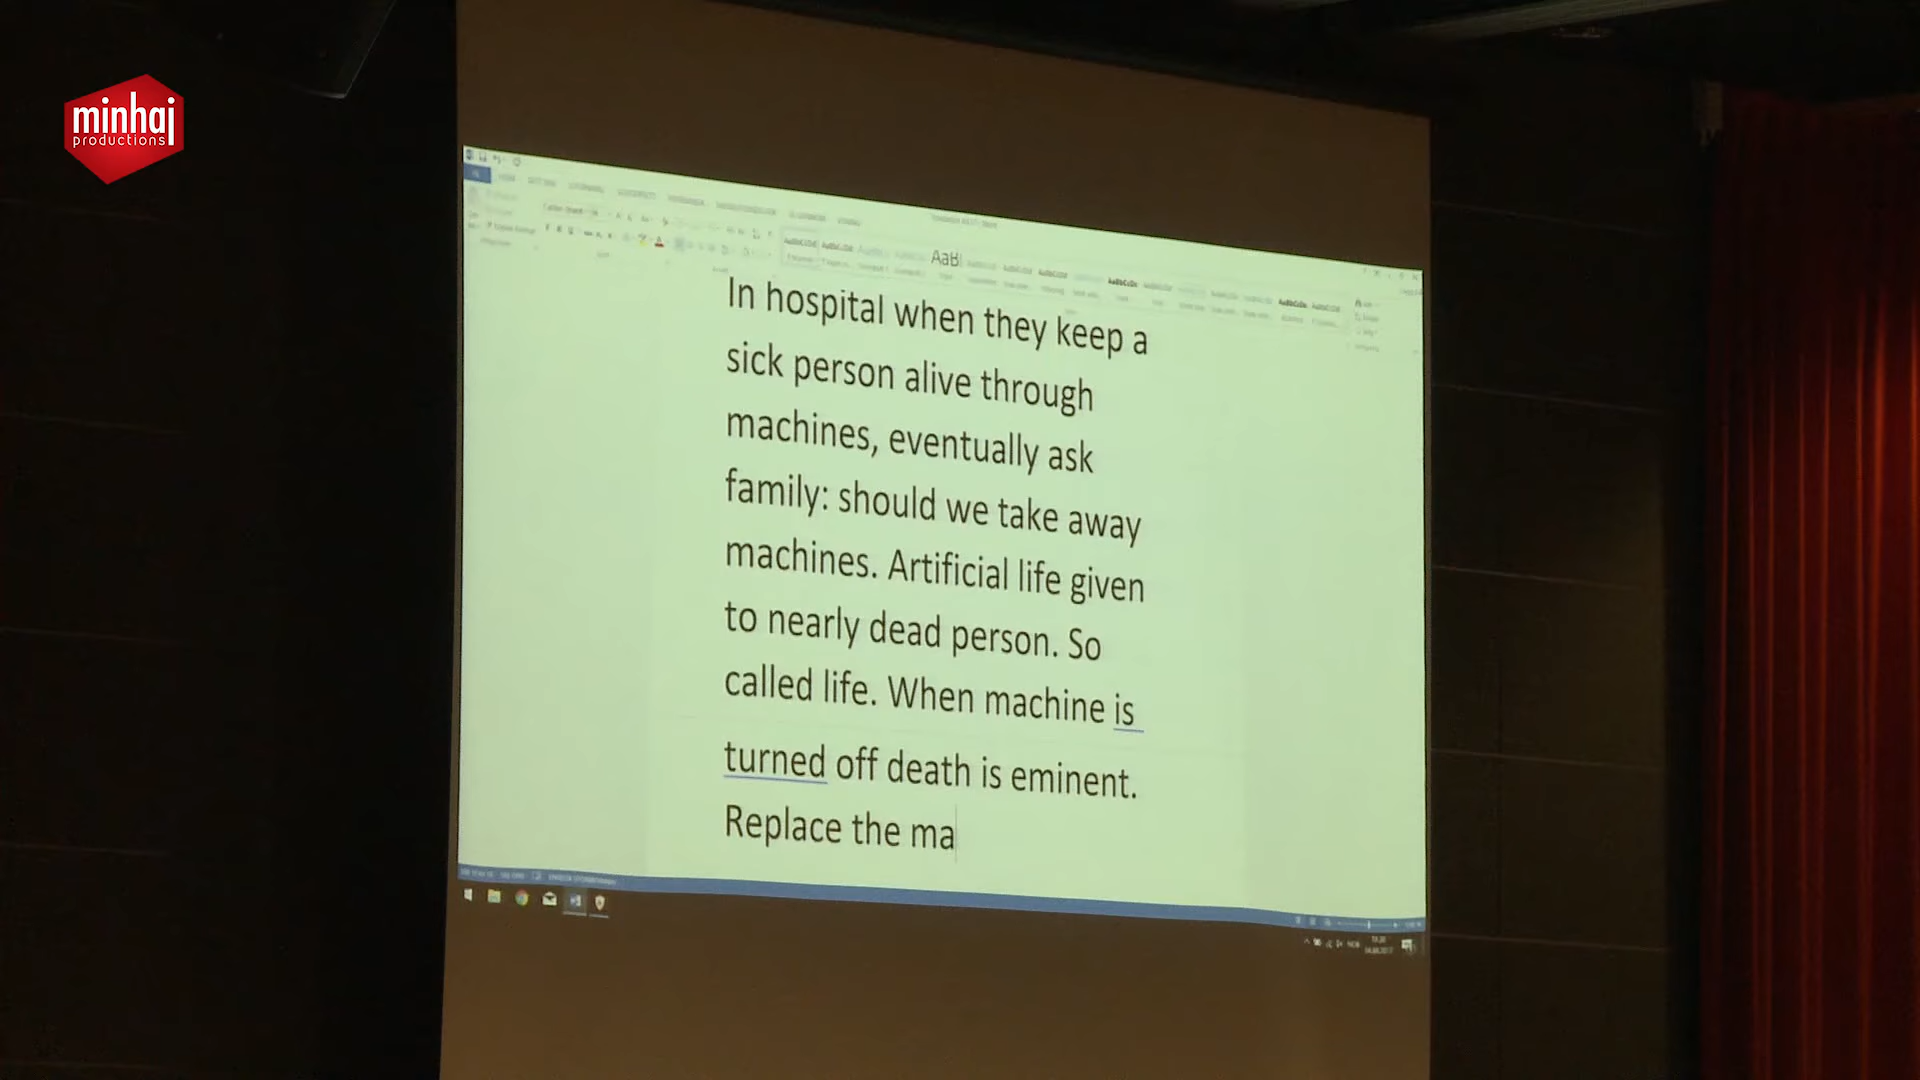 minhaj
productions
AaB
In hospital when they keep a
sick person alive through
machines, eventually ask
family: should we take away
machines. Artificial life given
to nearly dead person. So
called life. When machine is
turned off death is eminent.
Replace the ma